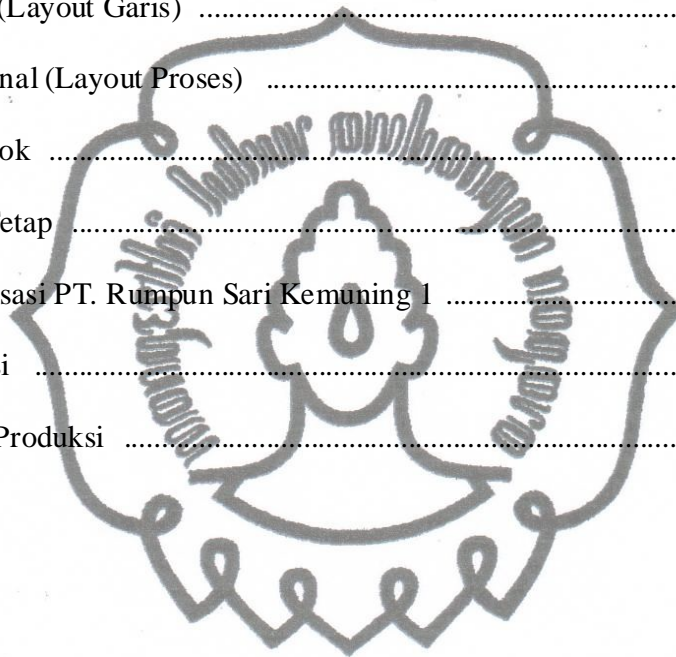 (Layout Garis) ................................................................
nal (Layout Proses) ........................................................
ok ....................................................................................
etap .................................................................................
sasi PT. Rumpun Sari Kemuning 1 ................................
i ......................................................................................
Produksi .........................................................................